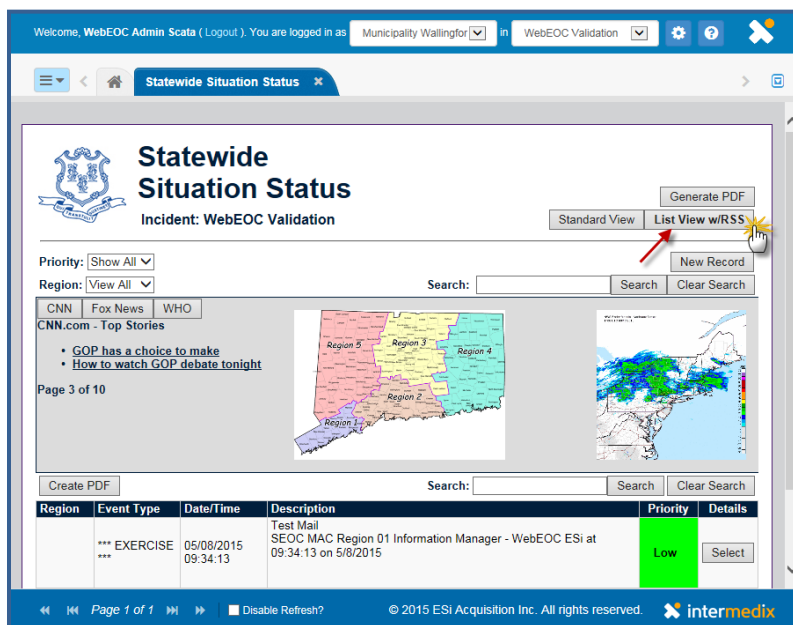 Welcome, WebEOC Admin Scata ( Logout ). You are logged in as Municipality Wallingfor in WebEOC Validation
Statewide Situation Status
Statewide
Situation Status
Incident: WebEOC Validation
Generate PDF
Standard View List View w/RSS
Priority: Show All New Record
Region: View All Search: Search Clear Search
CNN Fox News WHO
CNN.com - Top Stories
GOP has a choice to make
How to watch GOP debate tonight
Page 3 of 10
Region 5
Region 3
Region 4
Region 2
Region 1
Create PDF Search: Search Clear Search
Region Event Type Date/Time Description Priority Details
*** EXERCISE ***
05/08/2015 09:34:13
Test Mail
SEOC MAC Region 01 Information Manager - WebEOC ESi at
09:34:13 on 5/8/2015
Low
Select
Page 1 of 1 Disable Refresh? © 2015 ESi Acquisition Inc. All rights reserved. intermedix